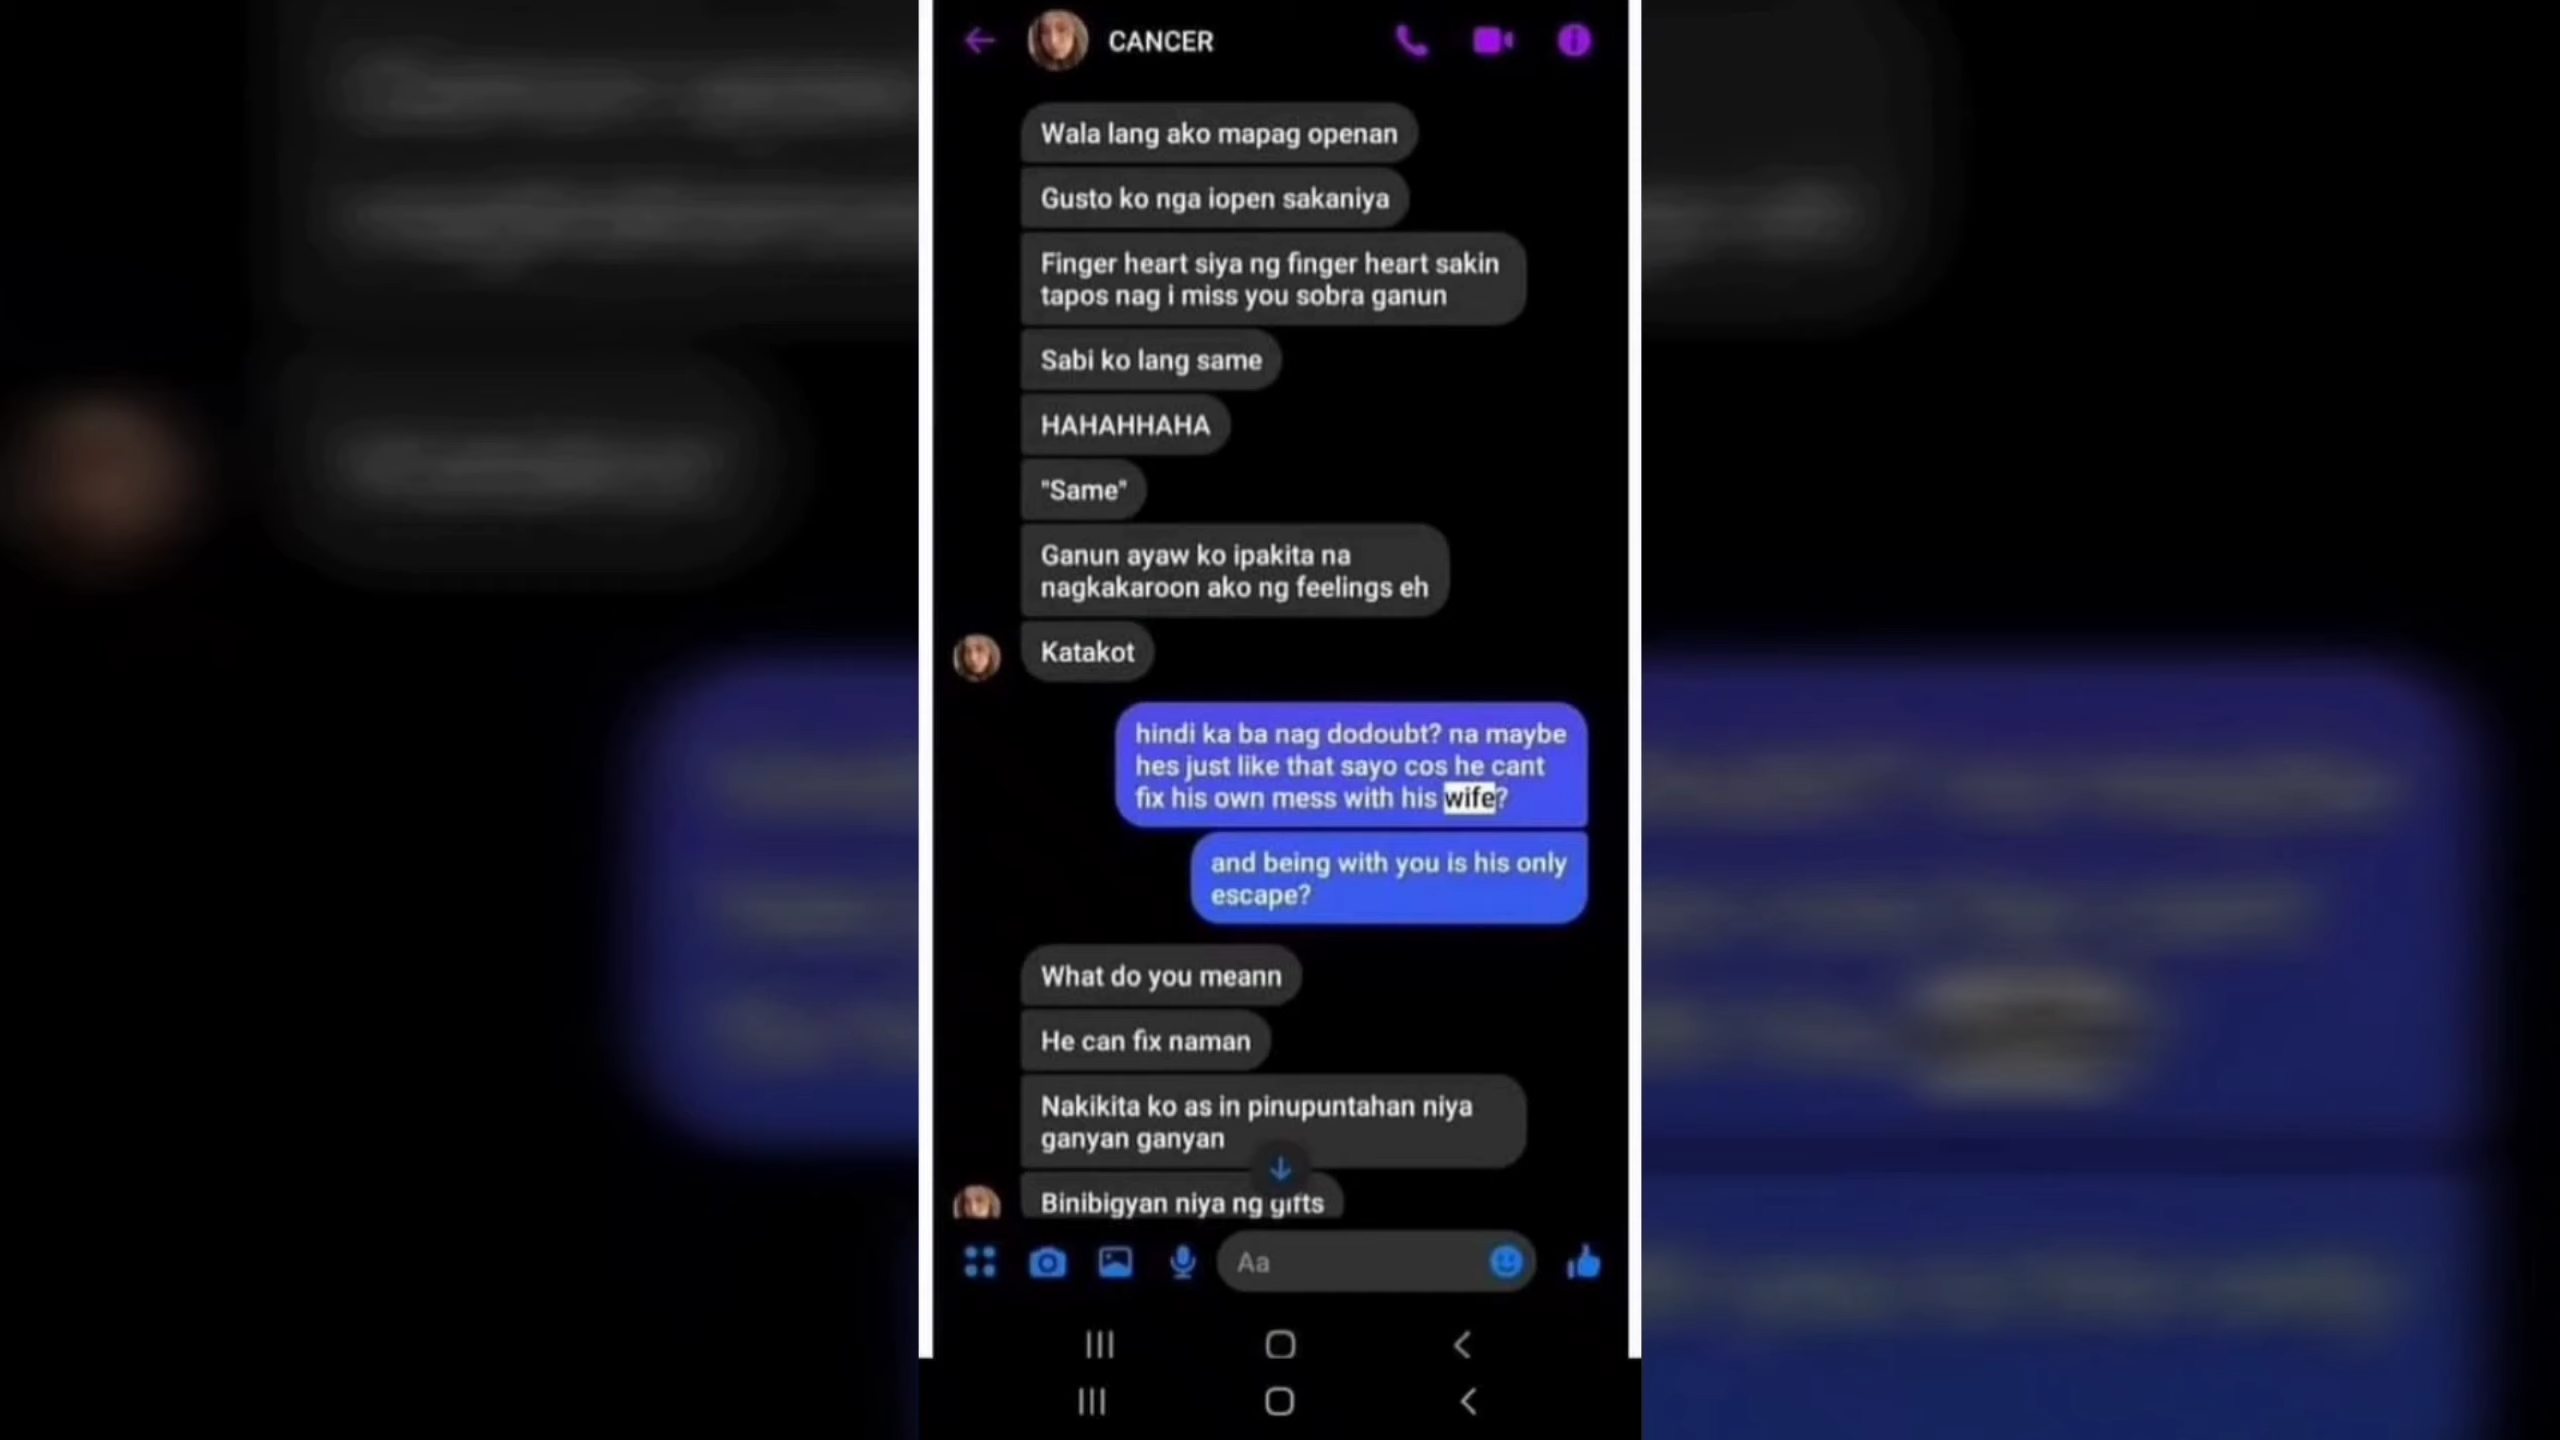 CANCER
Wala lang ako mapag openan
Gusto ko nga iopen sakaniya
Finger heart siya ng finger heart sakin
tapos nag i miss you sobra ganun
Sabi ko lang same
HAHAHHAHA
"Same"
Ganun ayaw ko ipakita na
nagkakaroon ako ng feelings eh
Katakot
hindi ka ba nag dodoubt? na maybe
hes just like that sayo cos he cant
fix his own mess with his wife?
and being with you is his only
escape?
What do you meann
He can fix naman
Nakikita ko as in pinupuntahan niya
ganyan ganyan
Binibigyan niya ng gifts
Aa